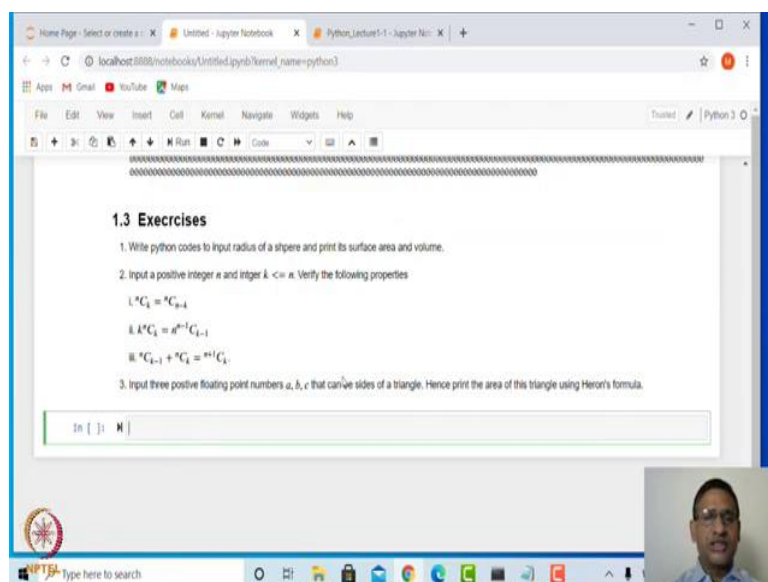 Home Page - Select or create a :
Untitled - Jupyter Notebook
Python_Lecture1-1 - Jupyter No
localhost:8888/notebooks/Untitled.ipynb?kernel_name=python3
Apps Gmail YouTube Maps
File Edit View Insert Cell Kernel Navigate Widgets Help
Trusted Python 3
Run Code
1.3 Execrcises
1. Write python codes to input radius of a shpere and print its surface area and volume.
2. Input a positive integer n and intger k <= n. Verify the following properties
i. ⁿCₖ = ⁿCₙ₋ₖ
ii. kⁿCₖ = nⁿ⁻¹Cₖ₋₁
iii. ⁿCₖ₋₁ + ⁿCₖ = ⁿ⁺¹Cₖ.
3. Input three postive floating point numbers a, b, c that can be sides of a triangle. Hence print the area of this triangle using Heron's formula.
In [ ]:
NPTEL
Type here to search